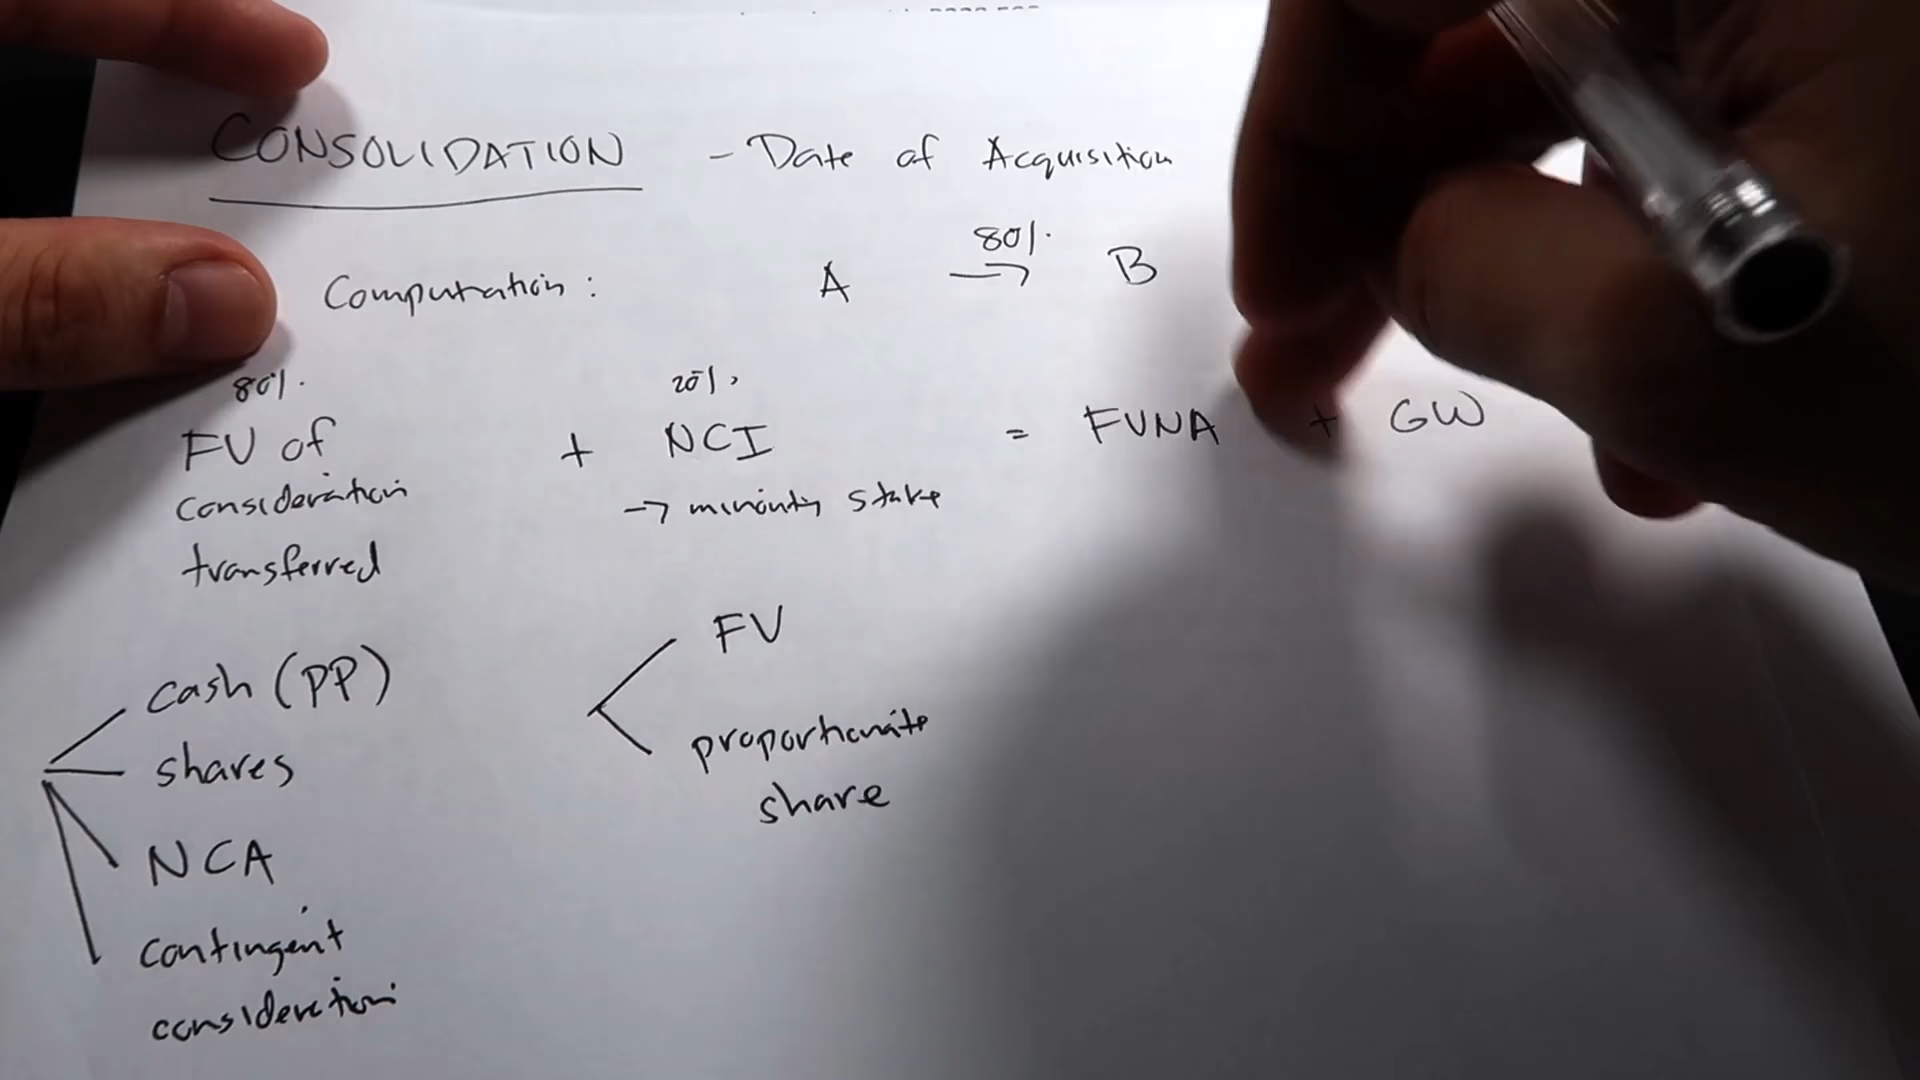 CONSOLIDATION - Date of Acquisition
Computation : A 80% → B
80% 20%
FV of + NCI = FUNA + GW
consideration → minority stake
transferred
FV
cash (PP)
proportionate
shares
share
NCA
contingent
consideration